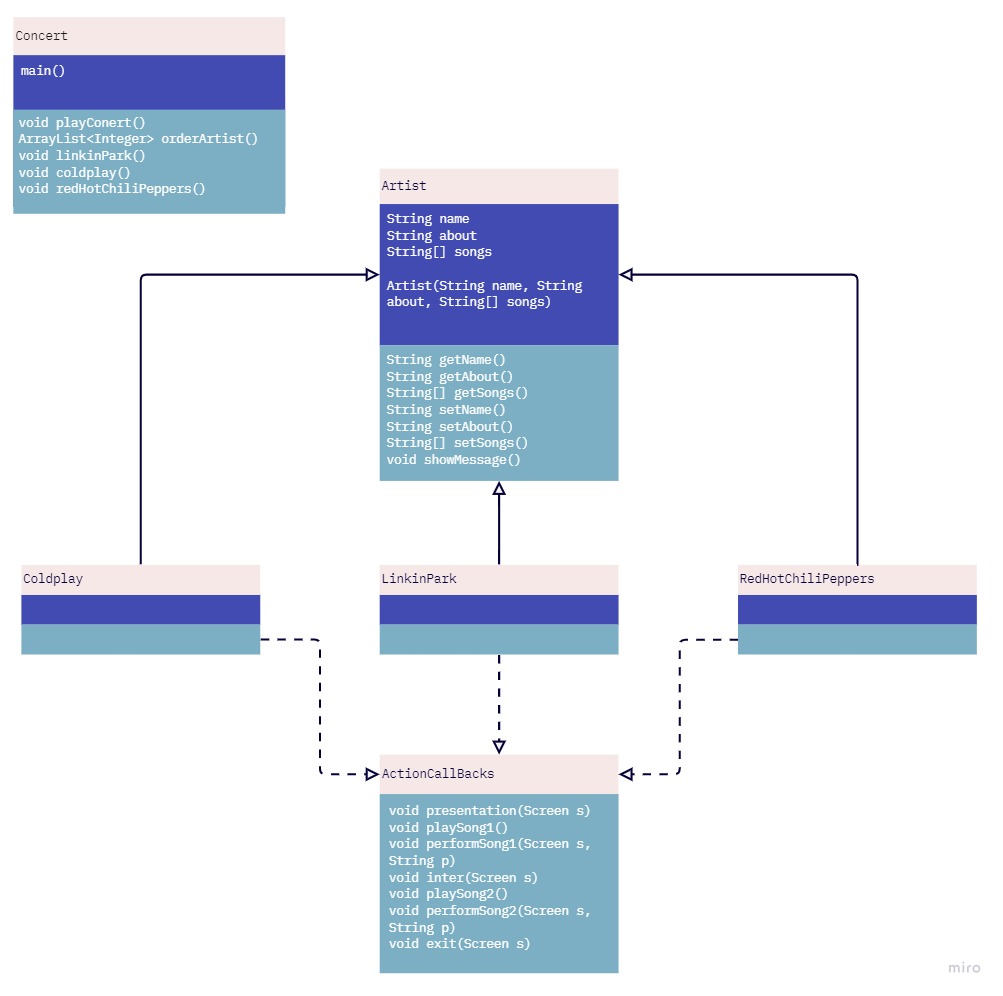 Concert
main()
void playConert()
ArrayList<Integer> orderArtist()
void linkinPark()
void coldplay()
void redHotChiliPeppers()
Artist
String name
String about
String[] songs
Artist(String name, String
about, String[] songs)
String getName()
String getAbout()
String[] getSongs()
String setName()
String setAbout()
String[] setSongs()
void showMessage()
Coldplay
LinkinPark
RedHotChiliPeppers
ActionCallBacks
void presentation(Screen s)
void playSong1()
void performSong1(Screen s,
String p)
void inter(Screen s)
void playSong2()
void performSong2(Screen s,
String p)
void exit(Screen s)
miro